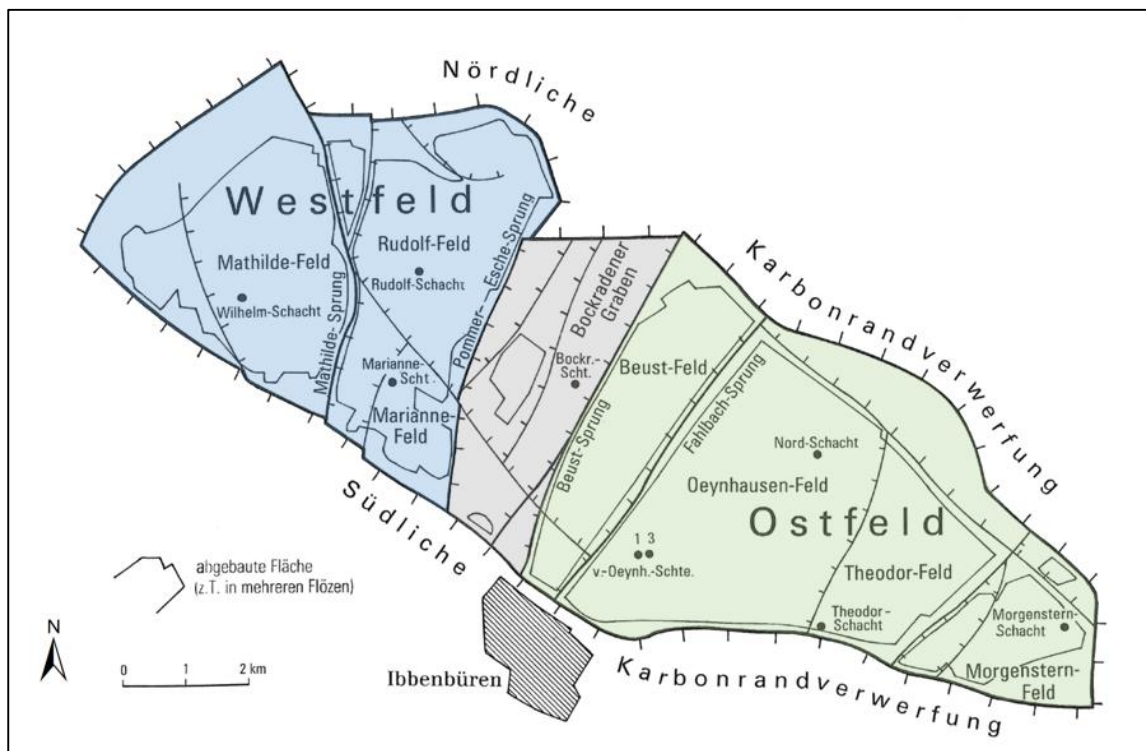 Nördliche
Westfeld
Rudolf-Feld
Rudolf-Schacht
Mathilde-Feld
Wilhelm-Schacht
Mathilde-Sprung
Pommer-Esche-Sprung
Marianne-
Scht.
Marianne-
Feld
Bockradener
Graben
Bockr.-
Scht.
Karbonrandverwerfung
Beust-Feld
Beust-Sprung
Fahlbach-Sprung
Nord-Schacht
Oeynhausen-Feld
Ostfeld
1 3
v.-Oeynh.-Schte.
Theodor-Feld
Theodor-
Schacht
Morgenstern-
Schacht
Morgenstern-
Feld
Südliche
Karbonrandverwerfung
abgebaute Fläche
(z.T. in mehreren Flözen)
N
0 1 2 km
Ibbenbüren